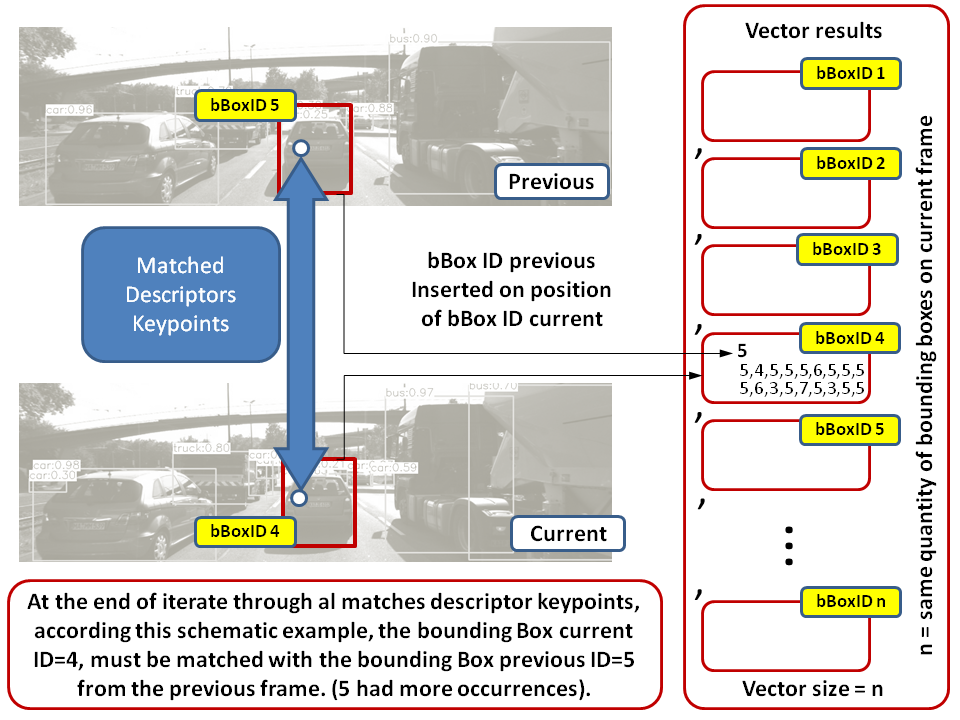 bus:0.90
car:0.98
truck:0.
bBoxID 5
0.25
car:0.88
Previous
Matched
Descriptors
Keypoints
bBox ID previous
Inserted on position
of bBox ID current
bus:0.97
bus:0.70
truck:0.80
car:0.98
car:0.30
0.21
car:0.59
bBoxID 4
Current
At the end of iterate through al matches descriptor keypoints,
according this schematic example, the bounding Box current
ID=4, must be matched with the bounding Box previous ID=5
from the previous frame. (5 had more occurrences).
Vector results
bBoxID 1
,
bBoxID 2
,
bBoxID 3
,
bBoxID 4
5
5,4,5,5,5,6,5,5,5
5,6,3,5,7,5,3,5,5
,
bBoxID 5
,
...
,
bBoxID n
Vector size = n
n = same quantity of bounding boxes on current frame